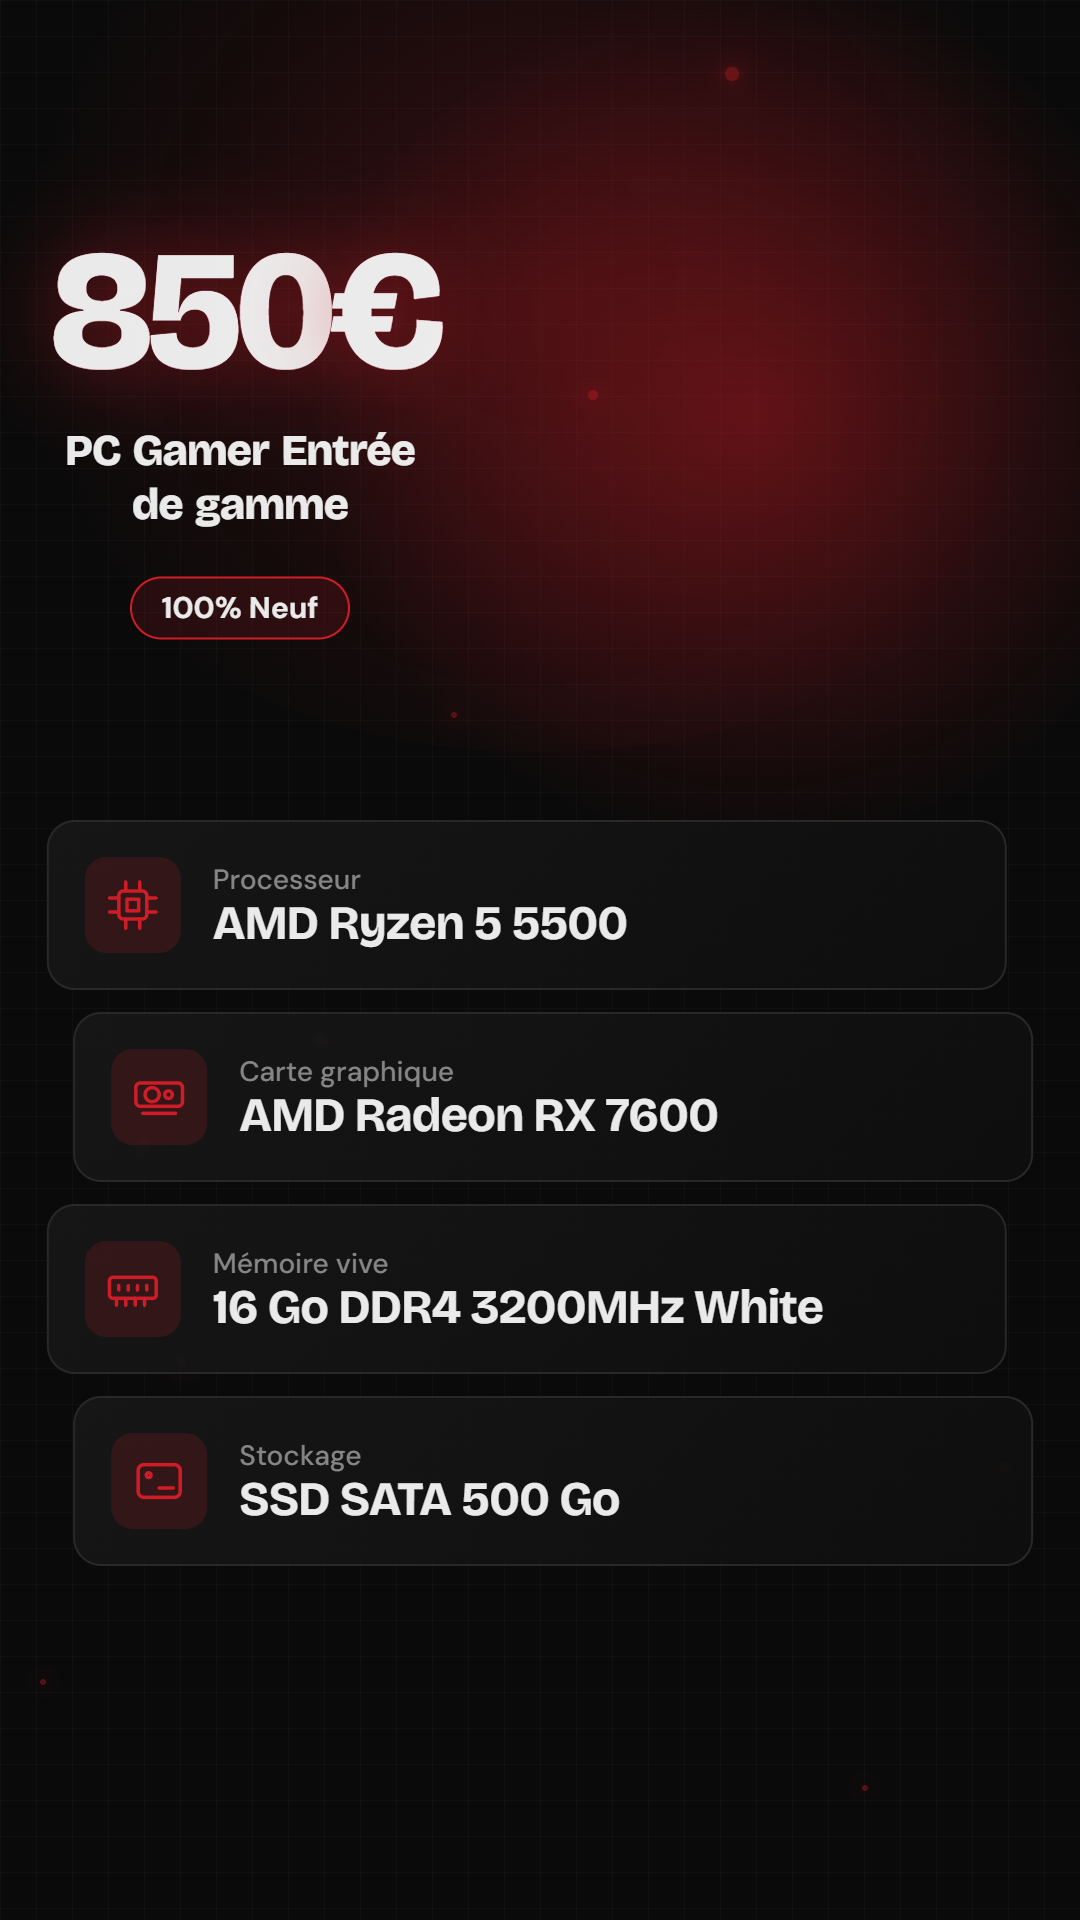 850€
PC Gamer Entrée
de gamme
100% Neuf
Processeur
AMD Ryzen 5 5500
Carte graphique
AMD Radeon RX 7600
Mémoire vive
16 Go DDR4 3200MHz White
Stockage
SSD SATA 500 Go